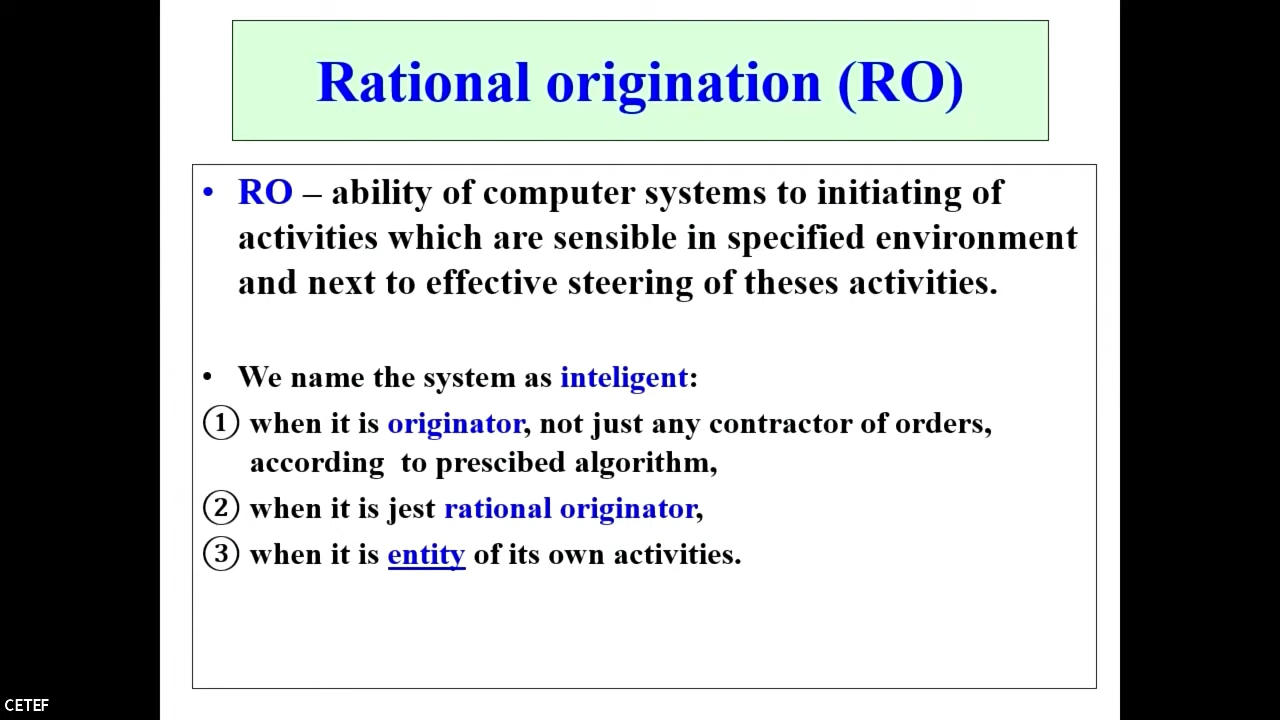 Rational origination (RO)
• RO – ability of computer systems to initiating of
activities which are sensible in specified environment
and next to effective steering of theses activities.
• We name the system as inteligent:
① when it is originator, not just any contractor of orders,
according to prescibed algorithm,
② when it is jest rational originator,
③ when it is entity of its own activities.
CETEF